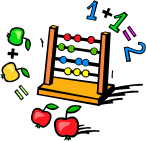 1+1=2
+
=